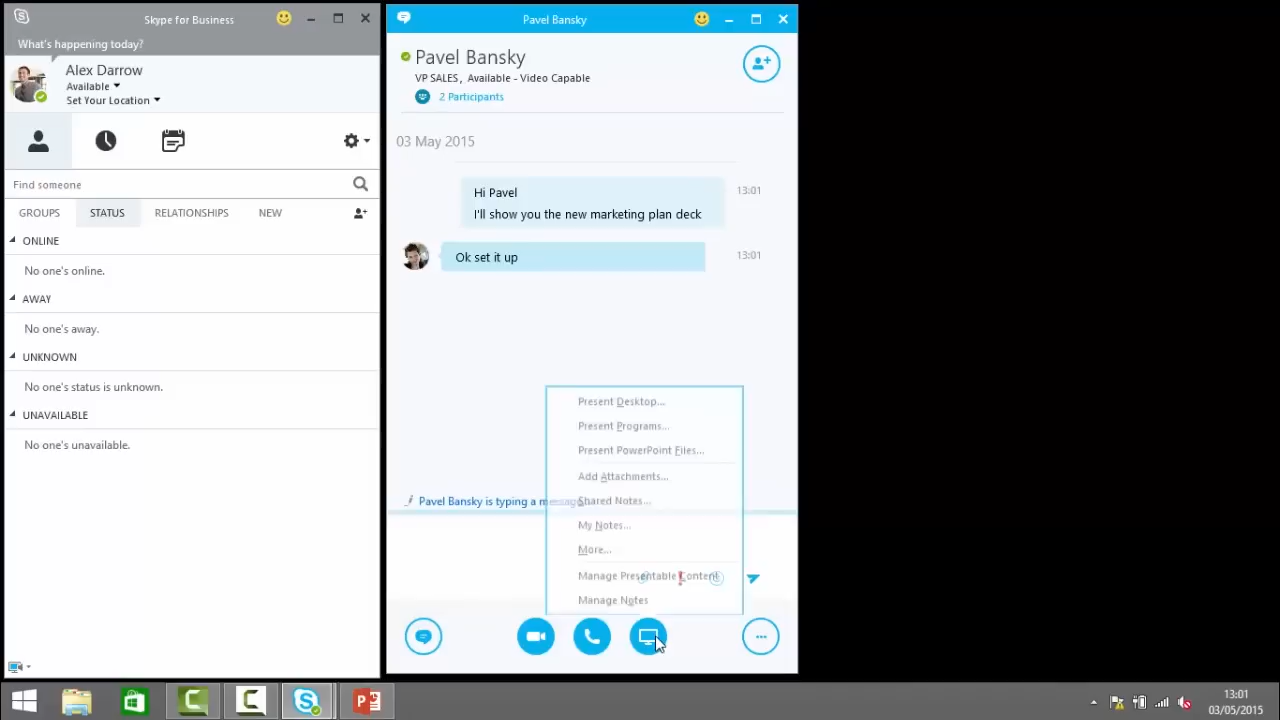 Skype for Business
What's happening today?
Alex Darrow
Available
Set Your Location
Find someone
GROUPS
STATUS
RELATIONSHIPS
NEW
ONLINE
No one's online.
AWAY
No one's away.
UNKNOWN
No one's status is unknown.
UNAVAILABLE
No one's unavailable.
Pavel Bansky
Pavel Bansky
VP SALES, Available - Video Capable
2 Participants
03 May 2015
Hi Pavel
13:01
I'll show you the new marketing plan deck
Ok set it up
13:01
Present Desktop...
Present Programs...
Present PowerPoint Files...
Add Attachments...
Pavel Bansky is typing a message
Shared Notes...
My Notes...
More...
Manage Presentable Content
Manage Notes
13:01
03/05/2015